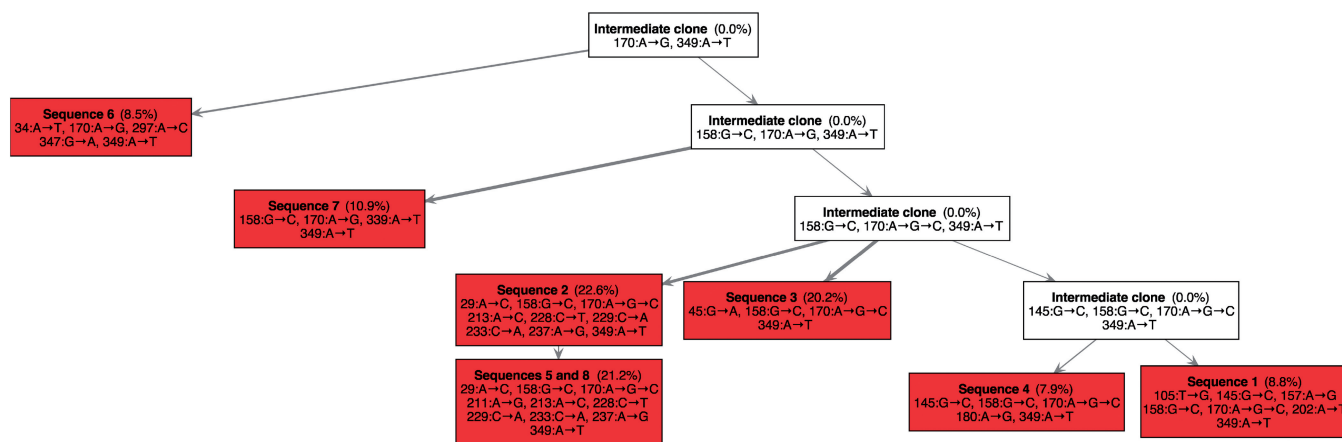 Intermediate clone (0.0%)
170:A→G, 349:A→T
Sequence 6 (8.5%)
34:A→T, 170:A→G, 297:A→C
347:G→A, 349:A→T
Intermediate clone (0.0%)
158:G→C, 170:A→G, 349:A→T
Sequence 7 (10.9%)
158:G→C, 170:A→G, 339:A→T
349:A→T
Intermediate clone (0.0%)
158:G→C, 170:A→G→C, 349:A→T
Sequence 2 (22.6%)
29:A→C, 158:G→C, 170:A→G→C
213:A→C, 228:C→T, 229:C→A
233:C→A, 237:A→G, 349:A→T
Sequence 3 (20.2%)
45:G→A, 158:G→C, 170:A→G→C
349:A→T
Intermediate clone (0.0%)
145:G→C, 158:G→C, 170:A→G→C
349:A→T
Sequences 5 and 8 (21.2%)
29:A→C, 158:G→C, 170:A→G→C
211:A→G, 213:A→C, 228:C→T
229:C→A, 233:C→A, 237:A→G
349:A→T
Sequence 4 (7.9%)
145:G→C, 158:G→C, 170:A→G→C
180:A→G, 349:A→T
Sequence 1 (8.8%)
105:T→G, 145:G→C, 157:A→G
158:G→C, 170:A→G→C, 202:A→T
349:A→T